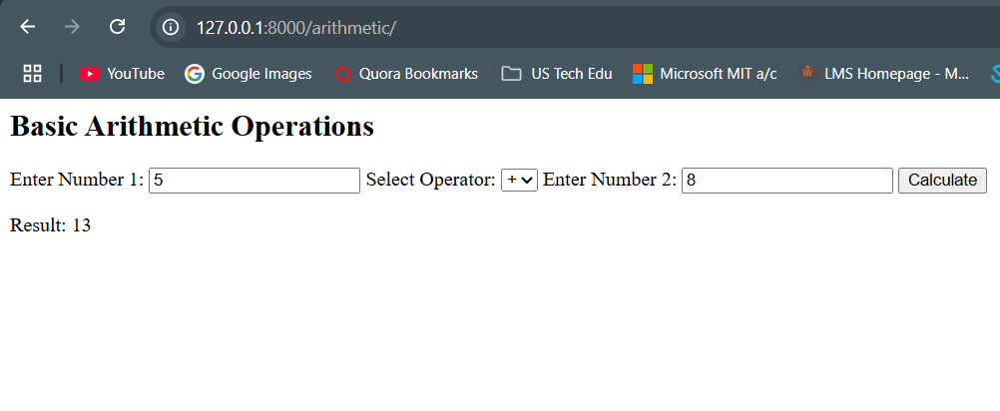 127.0.0.1:8000/arithmetic/
YouTube Google Images Quora Bookmarks US Tech Edu Microsoft MIT a/c LMS Homepage - M...
Basic Arithmetic Operations
Enter Number 1: 5 Select Operator: + Enter Number 2: 8 Calculate
Result: 13